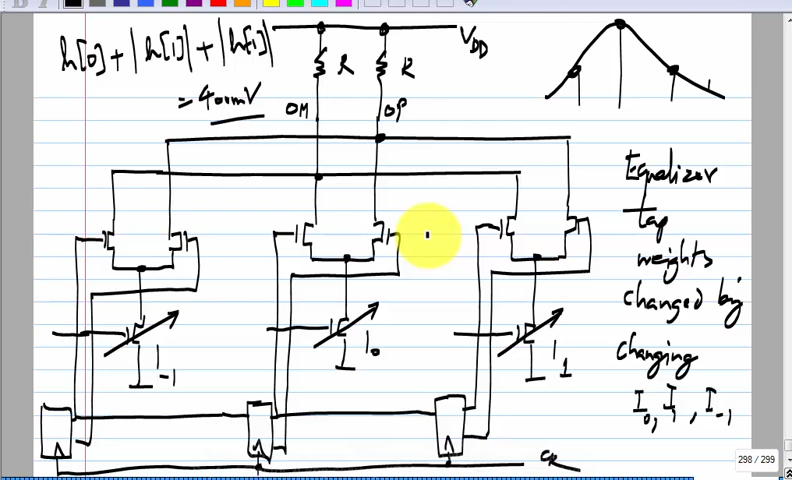 h[0] + |h[1]| + |h[-1]|
= 400mV
VDD
R R
OM OP
I-1
I0
I1
CK
Equalizer
tap
weights
changed by
changing
I0, I1, I-1
298 / 299